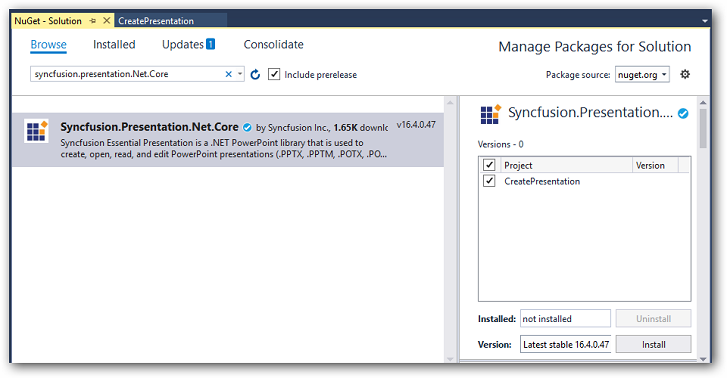 NuGet - Solution
CreatePresentation
Browse Installed Updates 1 Consolidate
Manage Packages for Solution
syncfusion.presentation.Net.Core
Include prerelease
Package source: nuget.org
Syncfusion.Presentation.Net.Core by Syncfusion Inc., 1.65K downlc v16.4.0.47
Syncfusion Essential Presentation is a .NET PowerPoint library that is used to
create, open, read, and edit PowerPoint presentations (.PPTX, .PPTM, .POTX, .PO...
Syncfusion.Presentation....
Versions - 0
Project Version
CreatePresentation
Installed: not installed Uninstall
Version: Latest stable 16.4.0.47 Install